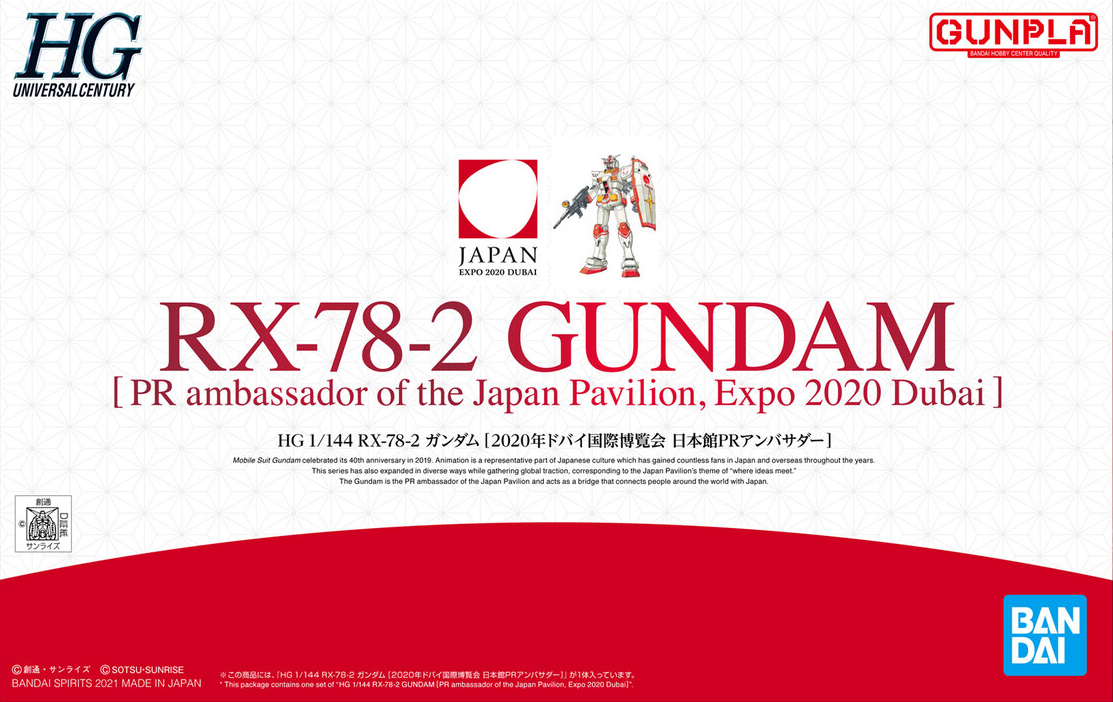 HG
UNIVERSALCENTURY
GUNPLA®
BANDAI HOBBY CENTER QUALITY
JAPAN
EXPO 2020 DUBAI
RX-78-2 GUNDAM
[ PR ambassador of the Japan Pavilion, Expo 2020 Dubai ]
HG 1/144 RX-78-2 ガンダム [2020年ドバイ国際博覧会 日本館PRアンバサダー]
Mobile Suit Gundam celebrated its 40th anniversary in 2019. Animation is a representative part of Japanese culture which has gained countless fans in Japan and overseas throughout the years.
This series has also expanded in diverse ways while gathering global traction, corresponding to the Japan Pavilion's theme of “where ideas meet.”
The Gundam is the PR ambassador of the Japan Pavilion and acts as a bridge that connects people around the world with Japan.
創通
©
サンライズ
BAN
DAI
©創通・サンライズ ©SOTSU・SUNRISE
BANDAI SPIRITS 2021 MADE IN JAPAN
※この商品には、「HG 1/144 RX-78-2 ガンダム [2020年ドバイ国際博覧会 日本館PRアンバサダー]」が1体入っています。
* This package contains one set of “HG 1/144 RX-78-2 GUNDAM [PR ambassador of the Japan Pavilion, Expo 2020 Dubai]”.